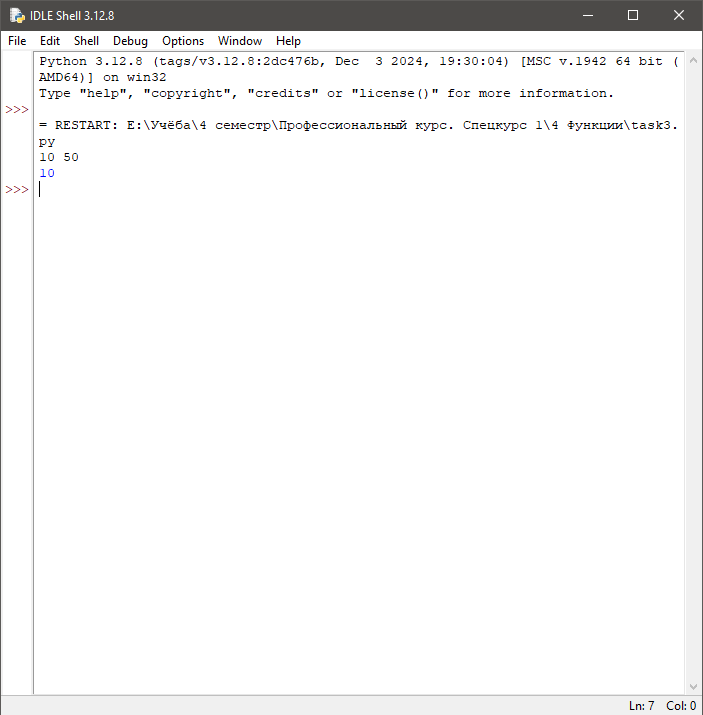 IDLE Shell 3.12.8
File Edit Shell Debug Options Window Help
Python 3.12.8 (tags/v3.12.8:2dc476b, Dec  3 2024, 19:30:04) [MSC v.1942 64 bit (
AMD64)] on win32
Type "help", "copyright", "credits" or "license()" for more information.
>>>
= RESTART: E:\Учёба\4 семестр\Профессиональный курс. Спецкурс 1\4 Функции\task3.
py
10 50
10
>>>
Ln: 7 Col: 0